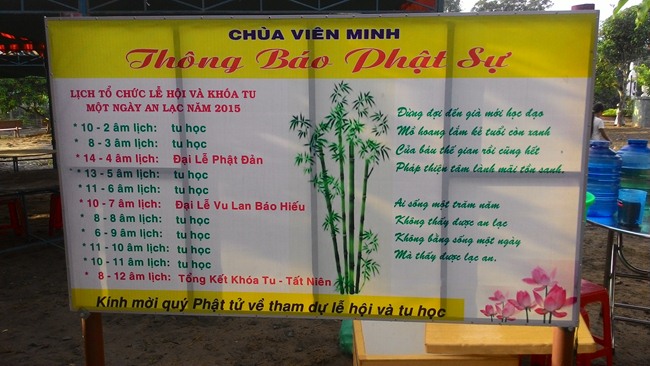 CHÙA VIÊN MINH
Thông Báo Phật Sự
LỊCH TỔ CHỨC LỄ HỘI VÀ KHÓA TU
MỘT NGÀY AN LẠC NĂM 2015
* 10 - 2 âm lịch: tu học
* 8 - 3 âm lịch: tu học
* 14 - 4 âm lịch: Đại Lễ Phật Đản
* 13 - 5 âm lịch: tu học
* 11 - 6 âm lịch: tu học
* 10 - 7 âm lịch: Đại Lễ Vu Lan Báo Hiếu
* 8 - 8 âm lịch: tu học
* 6 - 9 âm lịch: tu học
* 11 - 10 âm lịch: tu học
* 10 - 11 âm lịch: tu học
* 8 - 12 âm lịch: Tổng Kết Khóa Tu - Tất Niên
Đừng đợi đến già mới học đạo
Mồ hoang lắm kẻ tuổi còn xanh
Của báu thế gian rồi cũng hết
Pháp thiện tâm lành mãi tồn sanh.
Ai sống một trăm năm
Không thấy được an lạc
Không bằng sống một ngày
Mà thấy được an lạc.
Kính mời quý Phật tử về tham dự lễ hội và tu học